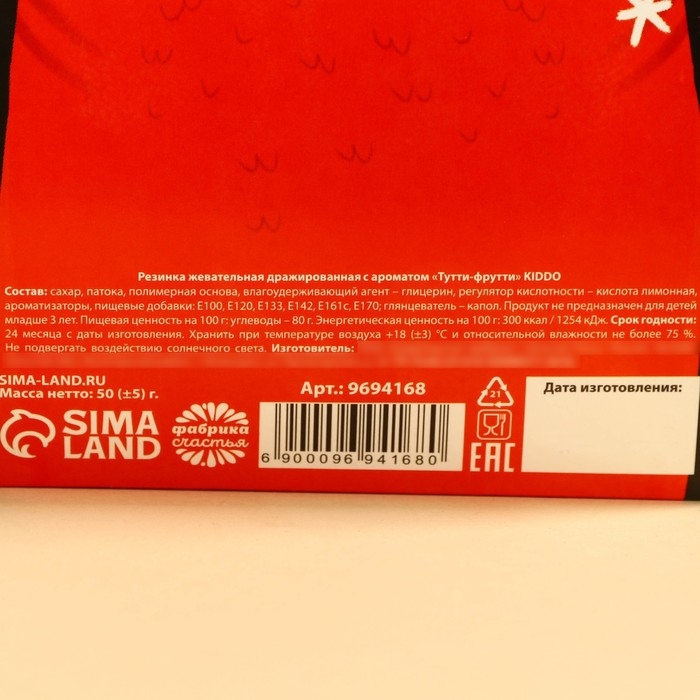 Резинка жевательная дражированная с ароматом «Тутти-фрутти» KIDDO
Состав: сахар, патока, полимерная основа, влагоудерживающий агент – глицерин, регулятор кислотности – кислота лимонная,
ароматизаторы, пищевые добавки: Е100, Е120, Е133, Е142, Е161с, Е170; глянцеватель – капол. Продукт не предназначен для детей
младше 3 лет. Пищевая ценность на 100 г: углеводы – 80 г. Энергетическая ценность на 100 г: 300 ккал / 1254 кДж. Срок годности:
24 месяца с даты изготовления. Хранить при температуре воздуха +18 (±3) °С и относительной влажности не более 75 %.
Не подвергать воздействию солнечного света. Изготовитель:
SIMA-LAND.RU
Масса нетто: 50 (±5) г.
SIMA
LAND
фабрика
счастья
Арт.: 9694168
6 900096 941680
21
EAC
Дата изготовления: